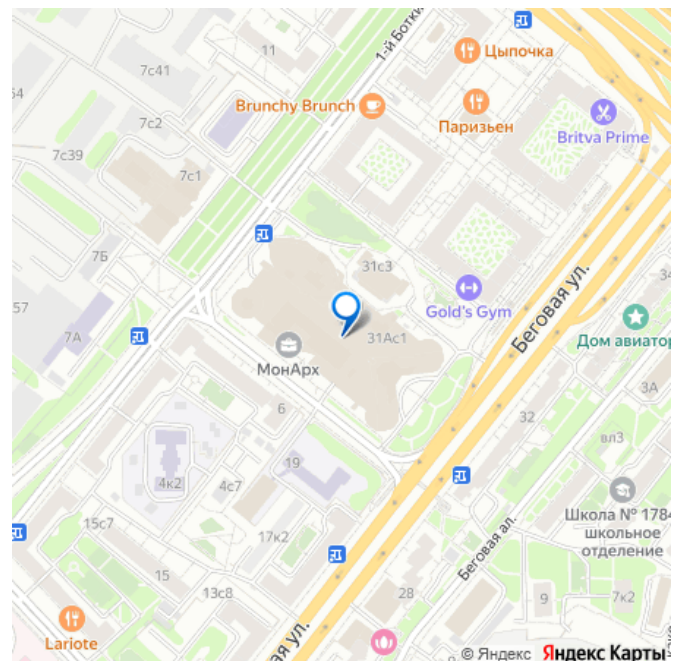 11
1-й Ботки
Цыпочка
7с41
54
Brunchy Brunch
Паризьен
Britva Prime
7с2
7с39
7с1
7Б
31с3
Беговая ул.
34
57
Gold's Gym
7А
31Ас1
Дом авиатор
МонАрх
3А
6
32
вл3
19
4к2
4с7
Школа № 1784
школьное
отделение
15с7
17к2
Беговая ал.
15
13с8
28
9
7к2
Lariote
ая ул.
© Яндекс Яндекс Карты